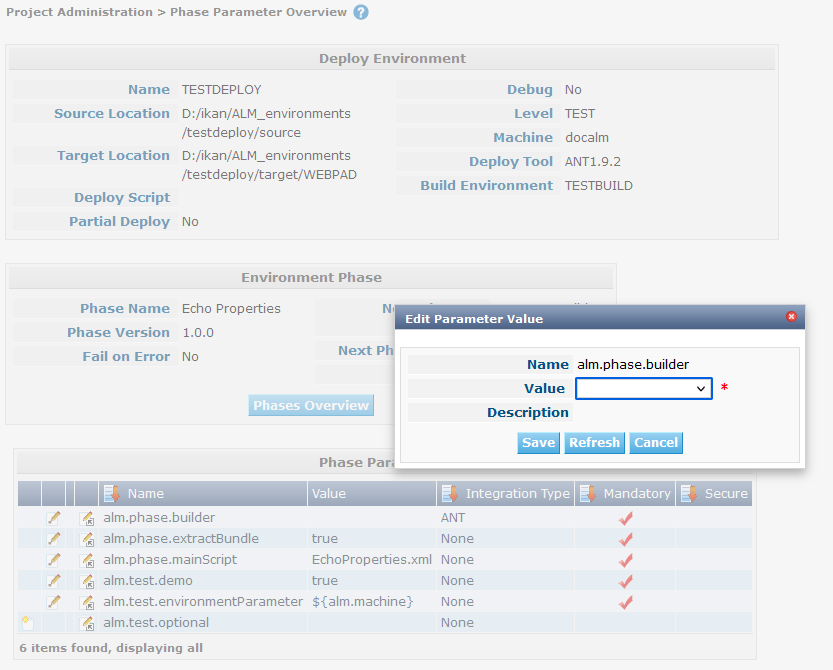 Project Administration > Phase Parameter Overview ?
Deploy Environment
Name TESTDEPLOY
Source Location D:/ikan/ALM_environments
/testdeploy/source
Target Location D:/ikan/ALM_environments
/testdeploy/target/WEBPAD
Deploy Script
Partial Deploy No
Debug No
Level TEST
Machine docalm
Deploy Tool ANT1.9.2
Build Environment TESTBUILD
Environment Phase
Phase Name Echo Properties
Phase Version 1.0.0
Fail on Error No
Next Ph
Phases Overview
Edit Parameter Value
Name alm.phase.builder
Value *
Description
Save Refresh Cancel
Phase Par
Name Value Integration Type Mandatory Secure
alm.phase.builder ANT
alm.phase.extractBundle true None
alm.phase.mainScript EchoProperties.xml None
alm.test.demo true None
alm.test.environmentParameter ${alm.machine} None
alm.test.optional None
6 items found, displaying all